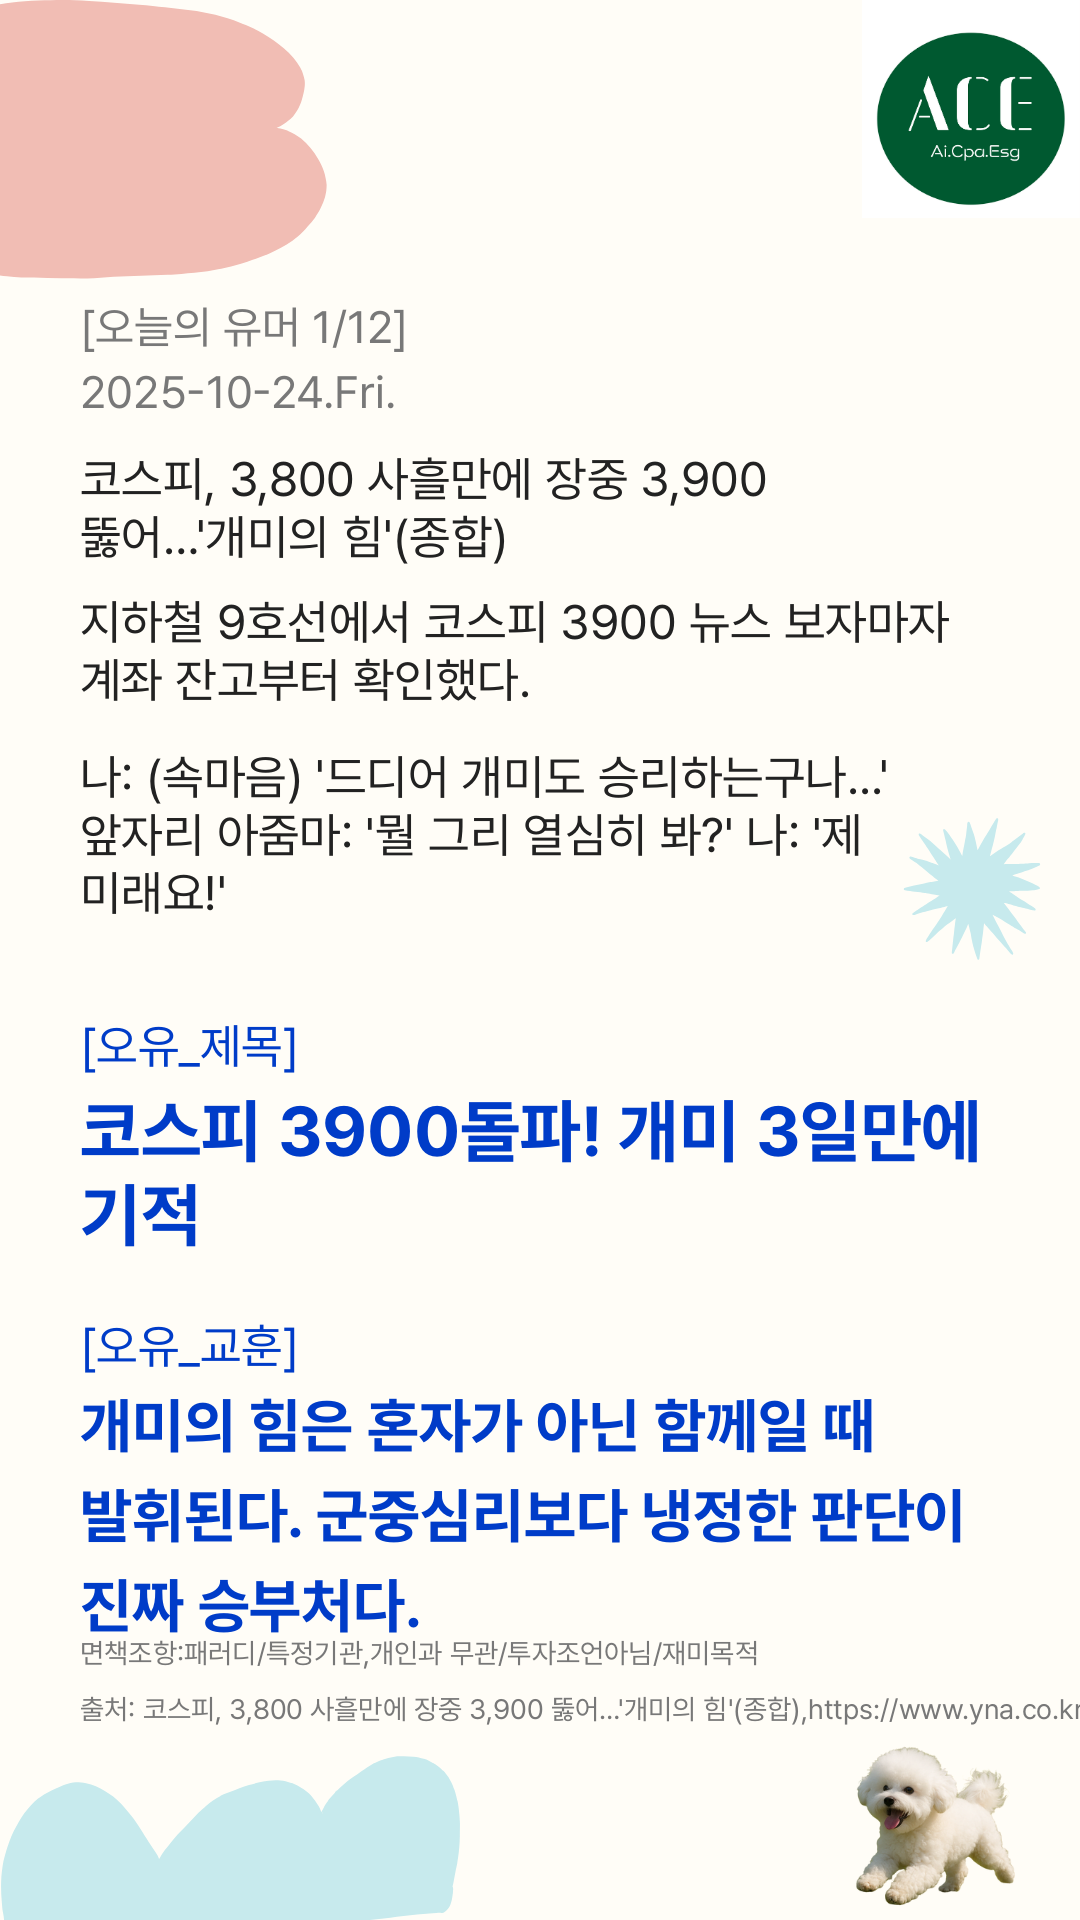 ACE
Ai.Cpa.Esg
[오늘의 유머 1/12]
2025-10-24.Fri.
코스피, 3,800 사흘만에 장중 3,900
뚫어...'개미의 힘'(종합)
지하철 9호선에서 코스피 3900 뉴스 보자마자
계좌 잔고부터 확인했다.
나: (속마음) '드디어 개미도 승리하는구나...'
앞자리 아줌마: '뭘 그리 열심히 봐?' 나: '제
미래요!'
[오유_제목]
코스피 3900돌파! 개미 3일만에
기적
[오유_교훈]
개미의 힘은 혼자가 아닌 함께일 때
발휘된다. 군중심리보다 냉정한 판단이
진짜 승부처다.
면책조항:패러디/특정기관,개인과 무관/투자조언아님/재미목적
출처: 코스피, 3,800 사흘만에 장중 3,900 뚫어...'개미의 힘'(종합),https://www.yna.co.kr